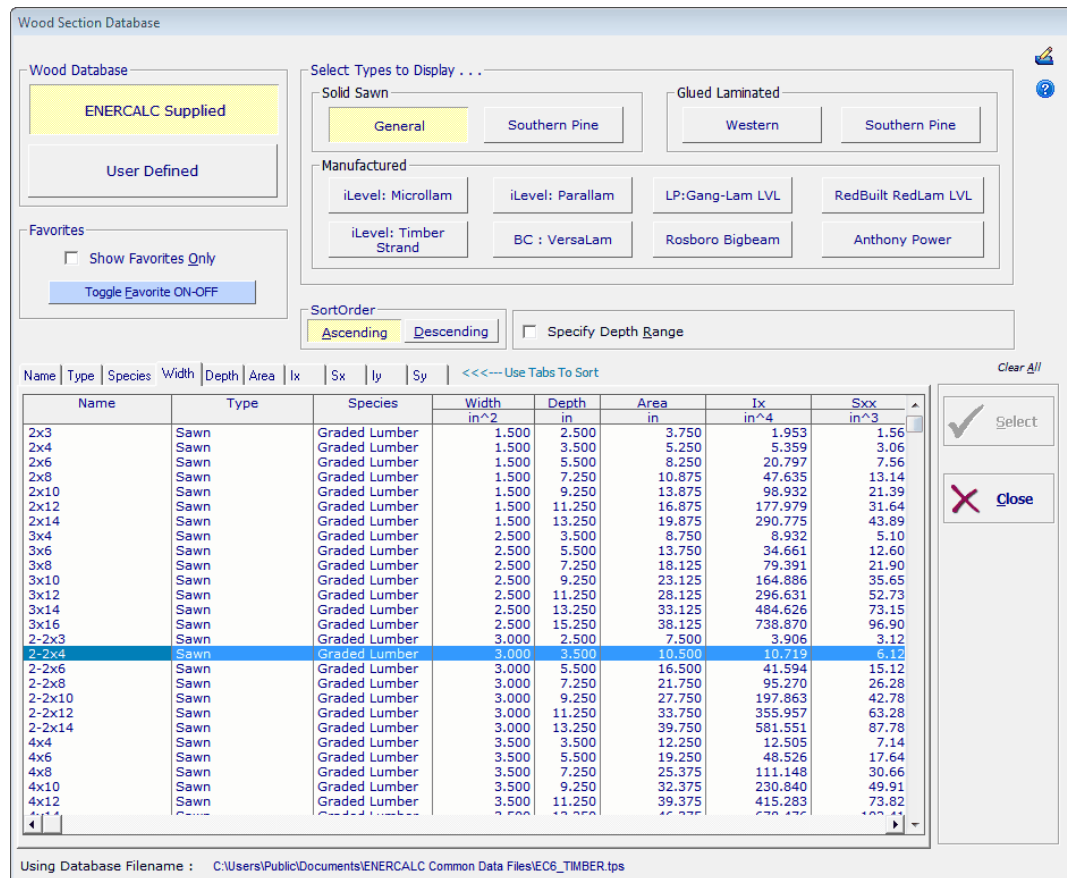 Wood Section Database
Wood Database
ENERCALC Supplied
User Defined
Favorites
Show Favorites Only
Toggle Favorite ON-OFF
Select Types to Display . . .
Solid Sawn
General
Southern Pine
Glued Laminated
Western
Southern Pine
Manufactured
iLevel: Microllam
iLevel: Parallam
LP:Gang-Lam LVL
RedBuilt RedLam LVL
iLevel: Timber
Strand
BC : VersaLam
Rosboro Bigbeam
Anthony Power
SortOrder
Ascending
Descending
Specify Depth Range
Name Type Species Width Depth Area Ix Sx Iy Sy <<<--- Use Tabs To Sort
Clear All
Select
Close
Name Type Species Width Depth Area Ix Sxx
in^2 in in in^4 in^3
2x3 Sawn Graded Lumber 1.500 2.500 3.750 1.953 1.56
2x4 Sawn Graded Lumber 1.500 3.500 5.250 5.359 3.06
2x6 Sawn Graded Lumber 1.500 5.500 8.250 20.797 7.56
2x8 Sawn Graded Lumber 1.500 7.250 10.875 47.635 13.14
2x10 Sawn Graded Lumber 1.500 9.250 13.875 98.932 21.39
2x12 Sawn Graded Lumber 1.500 11.250 16.875 177.979 31.64
2x14 Sawn Graded Lumber 1.500 13.250 19.875 290.775 43.89
3x4 Sawn Graded Lumber 2.500 3.500 8.750 8.932 5.10
3x6 Sawn Graded Lumber 2.500 5.500 13.750 34.661 12.60
3x8 Sawn Graded Lumber 2.500 7.250 18.125 79.391 21.90
3x10 Sawn Graded Lumber 2.500 9.250 23.125 164.886 35.65
3x12 Sawn Graded Lumber 2.500 11.250 28.125 296.631 52.73
3x14 Sawn Graded Lumber 2.500 13.250 33.125 484.626 73.15
3x16 Sawn Graded Lumber 2.500 15.250 38.125 738.870 96.90
2-2x3 Sawn Graded Lumber 3.000 2.500 7.500 3.906 3.12
2-2x4 Sawn Graded Lumber 3.000 3.500 10.500 10.719 6.12
2-2x6 Sawn Graded Lumber 3.000 5.500 16.500 41.594 15.12
2-2x8 Sawn Graded Lumber 3.000 7.250 21.750 95.270 26.28
2-2x10 Sawn Graded Lumber 3.000 9.250 27.750 197.863 42.78
2-2x12 Sawn Graded Lumber 3.000 11.250 33.750 355.957 63.28
2-2x14 Sawn Graded Lumber 3.000 13.250 39.750 581.551 87.78
4x4 Sawn Graded Lumber 3.500 3.500 12.250 12.505 7.14
4x6 Sawn Graded Lumber 3.500 5.500 19.250 48.526 17.64
4x8 Sawn Graded Lumber 3.500 7.250 25.375 111.148 30.66
4x10 Sawn Graded Lumber 3.500 9.250 32.375 230.840 49.91
4x12 Sawn Graded Lumber 3.500 11.250 39.375 415.283 73.82
Using Database Filename : C:\Users\Public\Documents\ENERCALC Common Data Files\EC6_TIMBER.tps